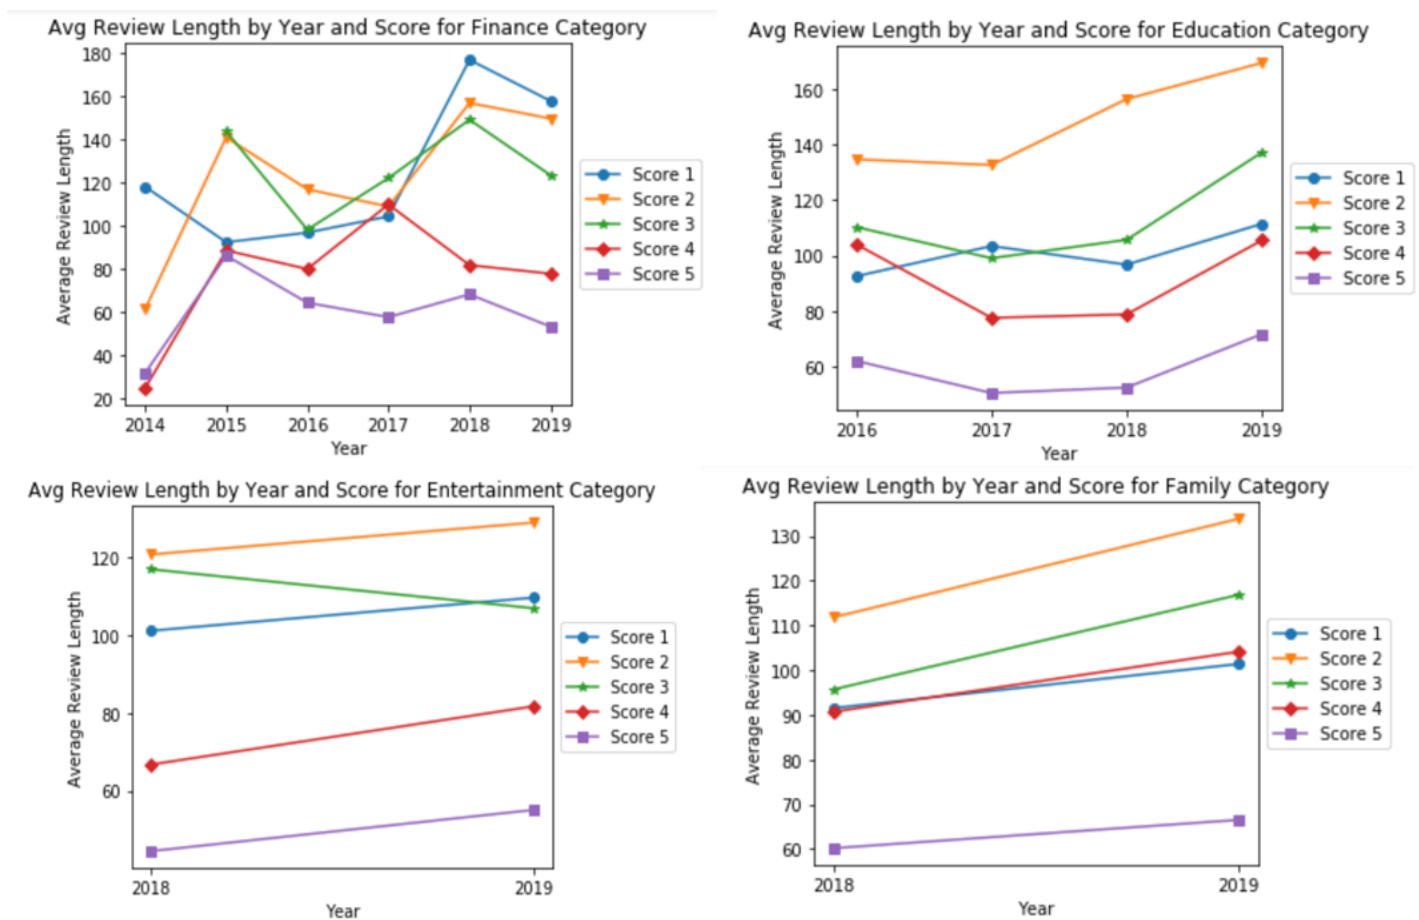 Avg Review Length by Year and Score for Finance Category
180
160
140
120
100
80
60
40
20
Average Review Length
2014 2015 2016 2017 2018 2019
Year
Score 1
Score 2
Score 3
Score 4
Score 5
Avg Review Length by Year and Score for Education Category
160
140
120
100
80
60
Average Review Length
2016 2017 2018 2019
Year
Score 1
Score 2
Score 3
Score 4
Score 5
Avg Review Length by Year and Score for Entertainment Category
120
100
80
60
Average Review Length
2018 2019
Year
Score 1
Score 2
Score 3
Score 4
Score 5
Avg Review Length by Year and Score for Family Category
130
120
110
100
90
80
70
60
Average Review Length
2018 2019
Year
Score 1
Score 2
Score 3
Score 4
Score 5